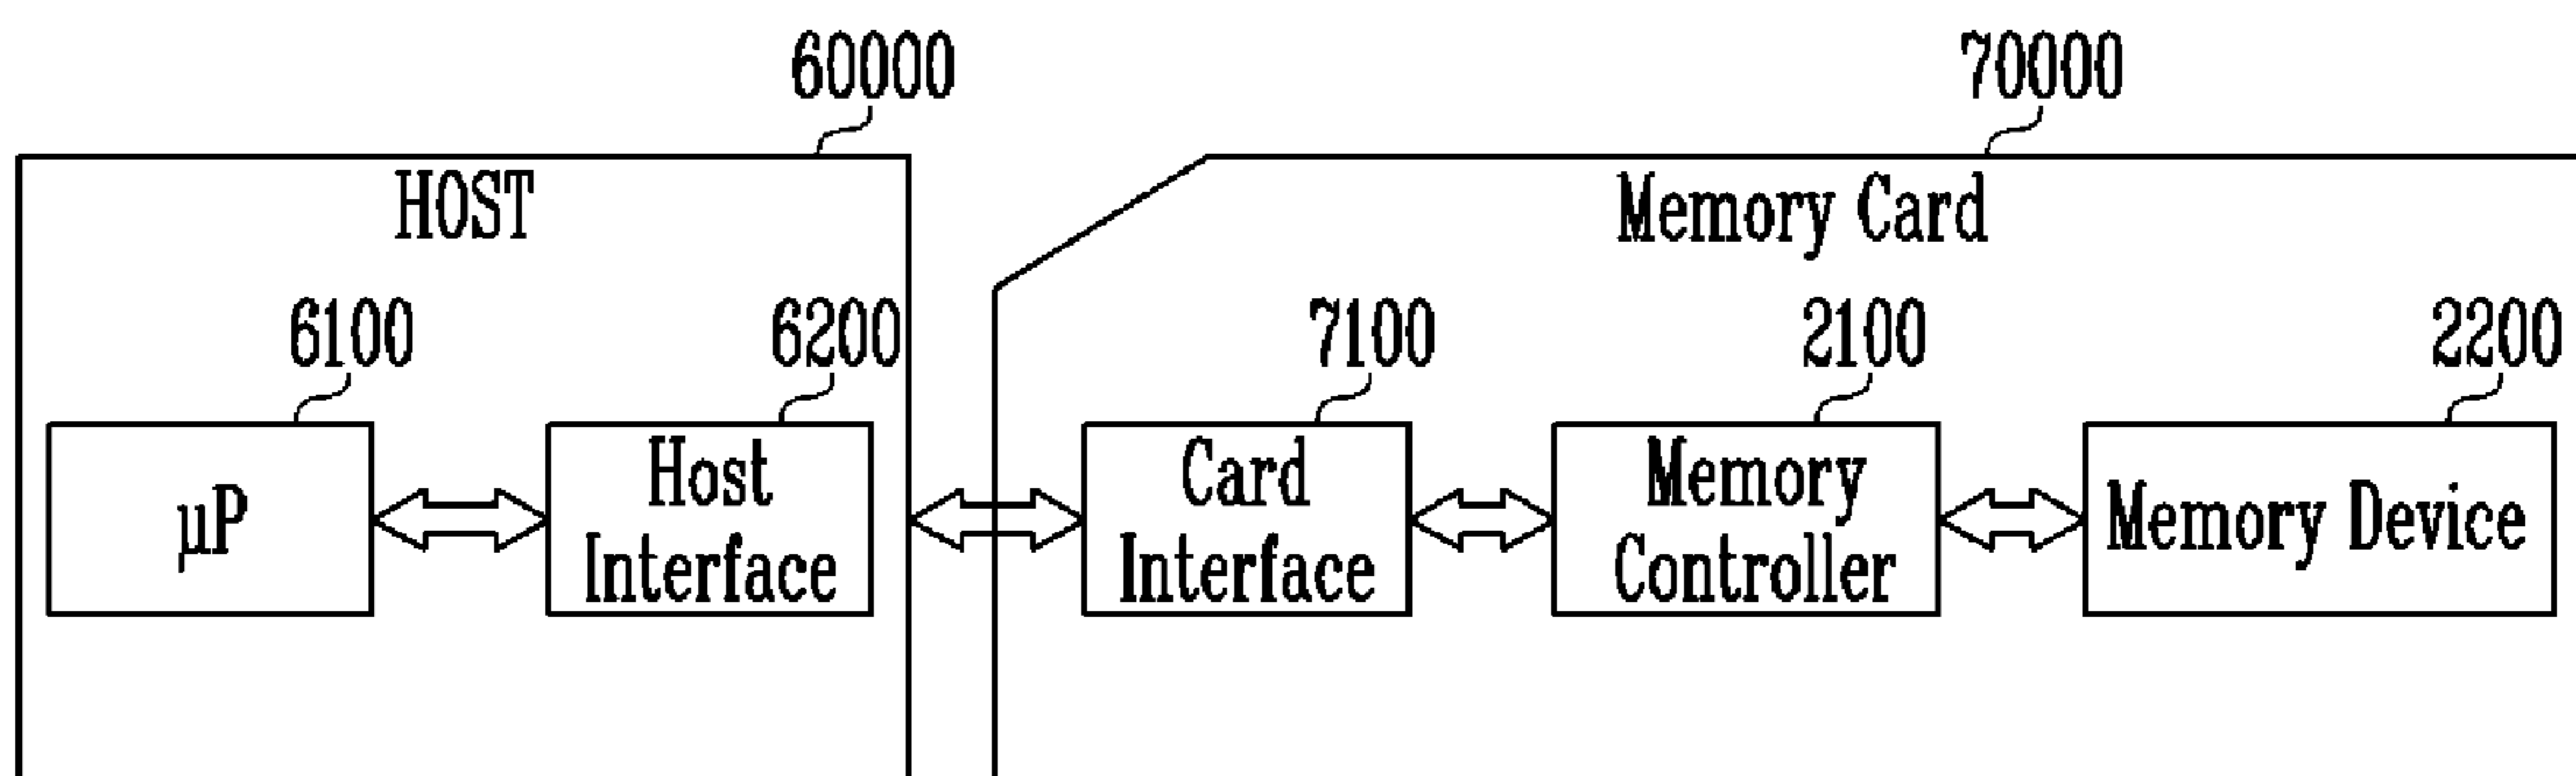 60000
70000
HOST
Memory Card
6100
6200
7100
2100
2200
µP
Host
Interface
Card
Interface
Memory
Controller
Memory Device